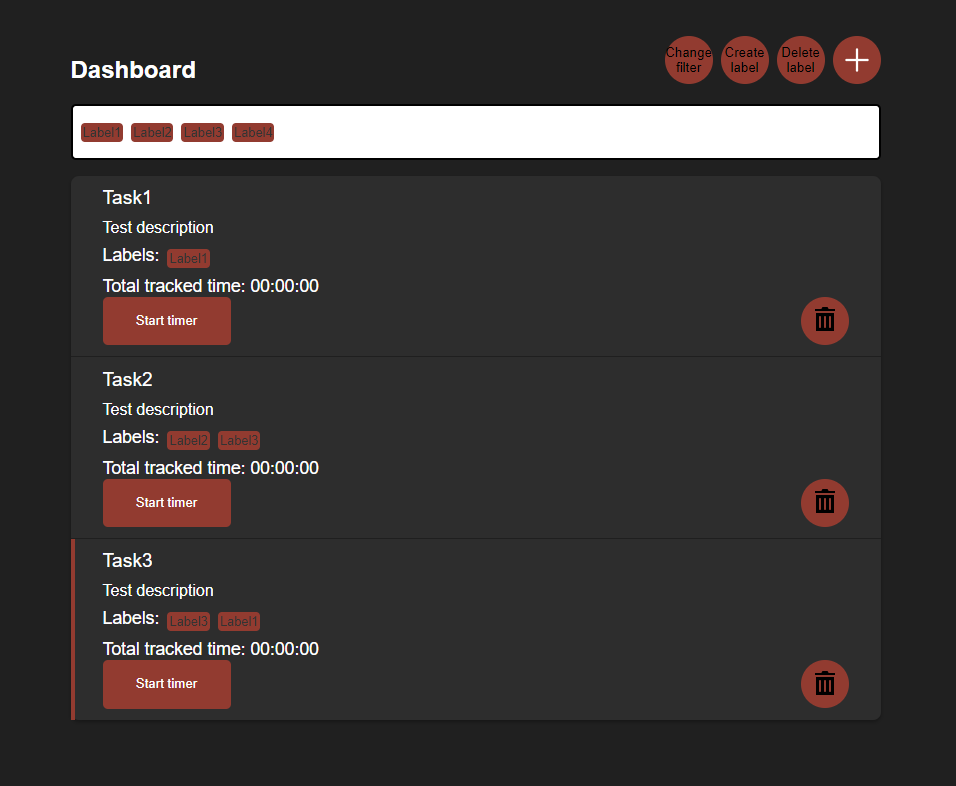 Dashboard
Change filter
Create label
Delete label
Label1 Label2 Label3 Label4
Task1
Test description
Labels: Label1
Total tracked time: 00:00:00
Start timer
Task2
Test description
Labels: Label2 Label3
Total tracked time: 00:00:00
Start timer
Task3
Test description
Labels: Label3 Label1
Total tracked time: 00:00:00
Start timer